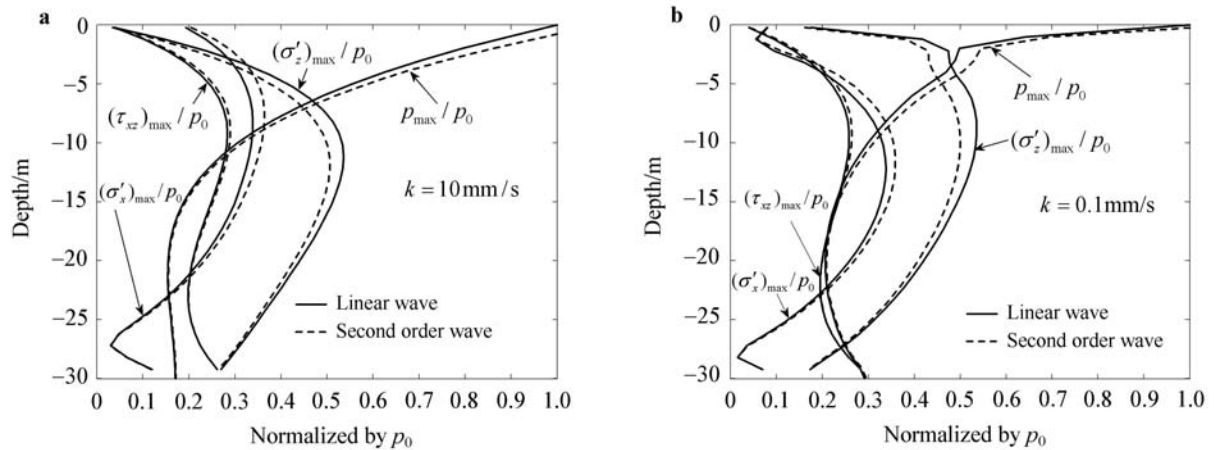 a
0
−5
−10
−15
−20
−25
−30
Depth/m
(σ′z)max/p0
(τxz)max/p0
pmax/p0
(σ′x)max/p0
k = 10 mm/s
Linear wave
Second order wave
0 0.1 0.2 0.3 0.4 0.5 0.6 0.7 0.8 0.9 1.0
Normalized by p0
b
0
−5
−10
−15
−20
−25
−30
Depth/m
pmax/p0
(σ′z)max/p0
(τxz)max/p0
k = 0.1mm/s
(σ′x)max/p0
Linear wave
Second order wave
0 0.1 0.2 0.3 0.4 0.5 0.6 0.7 0.8 0.9 1.0
Normalized by p0